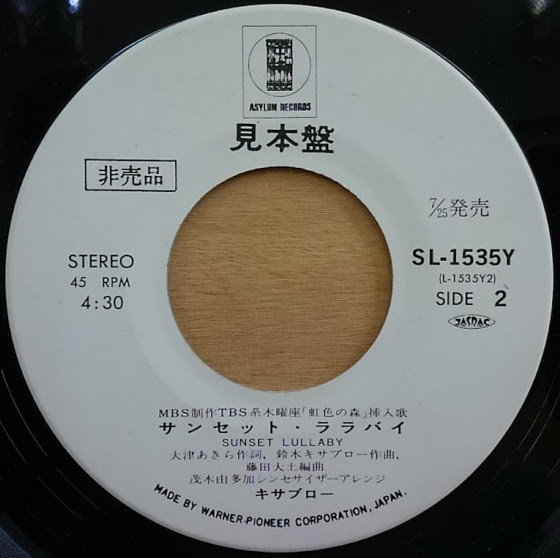 ASYLUM RECORDS
見本盤
非売品
7/25発売
STEREO
45 RPM
4:30
SL-1535Y
(L-1535Y2)
SIDE 2
JASRAC
MBS制作TBS系木曜座「虹色の森」挿入歌
サンセット・ララバイ
SUNSET LULLABY
大津あきら作詞, 鈴木キサブロー作曲,
藤田大土編曲
茂木由多加シンセサイザーアレンジ
キサブロー
MADE BY WARNER-PIONEER CORPORATION, JAPAN.